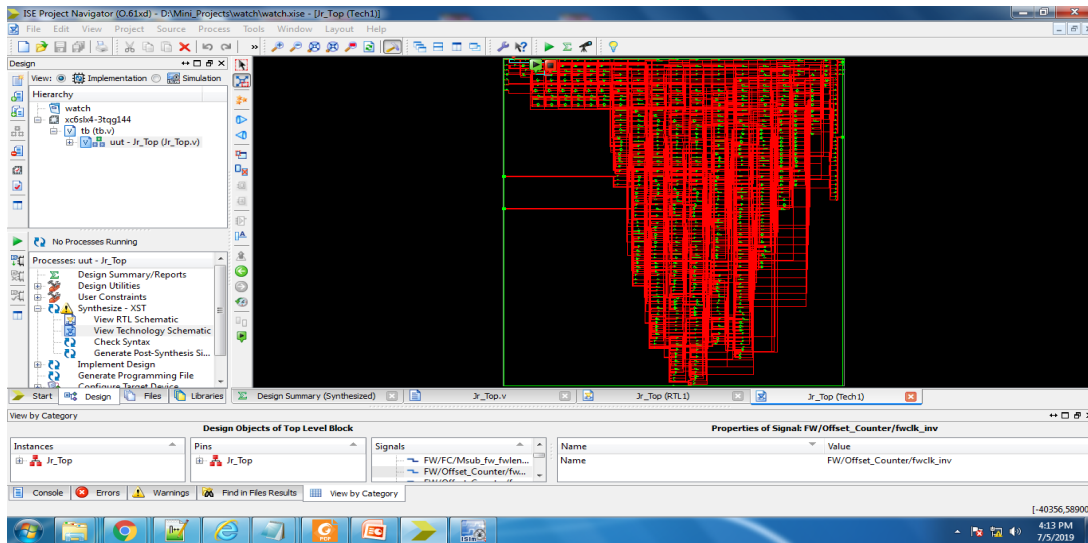 ISE Project Navigator (O.61xd) - D:\Mini_Projects\watch\watch.xise - [Jr_Top (Tech1)]
File Edit View Project Source Process Tools Window Layout Help
Design
View: Implementation Simulation
Hierarchy
watch
xc6slx4-3tqg144
tb (tb.v)
uut - Jr_Top (Jr_Top.v)
No Processes Running
Processes: uut - Jr_Top
Design Summary/Reports
Design Utilities
User Constraints
Synthesize - XST
View RTL Schematic
View Technology Schematic
Check Syntax
Generate Post-Synthesis Si...
Implement Design
Generate Programming File
Configure Target Device
Start Design Files Libraries Design Summary (Synthesized) Jr_Top.v Jr_Top (RTL1) Jr_Top (Tech1)
View by Category
Design Objects of Top Level Block Properties of Signal: FW/Offset_Counter/fwclk_inv
Instances Pins Signals Name Value
Jr_Top Jr_Top FW/FC/Msub_fw_fwlen... Name FW/Offset_Counter/fwclk_inv
FW/Offset_Counter/fw...
Console Errors Warnings Find in Files Results View by Category
[-40356,58900
PDF ISim
4:13 PM
7/5/2019